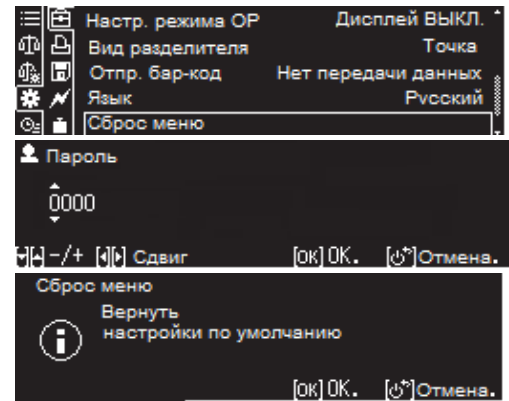 Настр. режима ОР Дисплей ВЫКЛ.
Вид разделителя Точка
Отпр. бар-код Нет передачи данных
Язык Русский
Сброс меню
Пароль
0000
-/+ Сдвиг [OK] OK. Отмена.
Сброс меню
Вернуть
настройки по умолчанию
[OK] OK. Отмена.